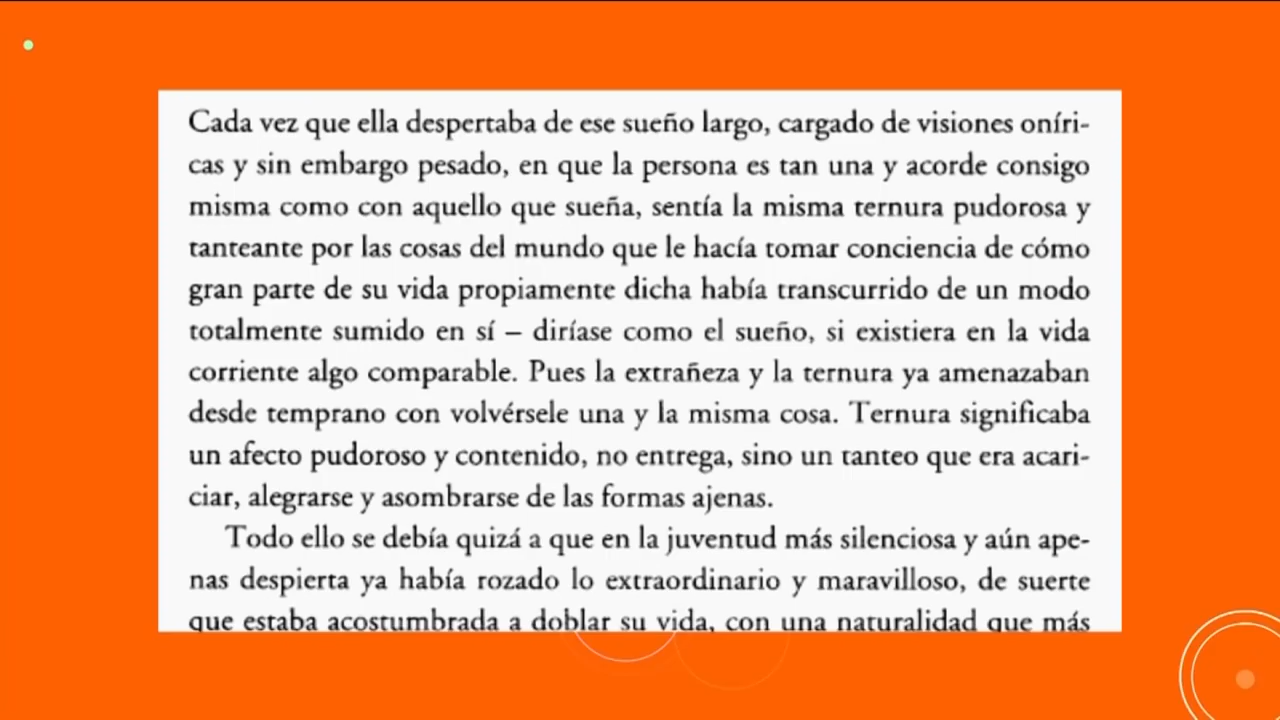 Cada vez que ella despertaba de ese sueño largo, cargado de visiones oníri-
cas y sin embargo pesado, en que la persona es tan una y acorde consigo
misma como con aquello que sueña, sentía la misma ternura pudorosa y
tanteante por las cosas del mundo que le hacía tomar conciencia de cómo
gran parte de su vida propiamente dicha había transcurrido de un modo
totalmente sumido en sí – diríase como el sueño, si existiera en la vida
corriente algo comparable. Pues la extrañeza y la ternura ya amenazaban
desde temprano con volvérsele una y la misma cosa. Ternura significaba
un afecto pudoroso y contenido, no entrega, sino un tanteo que era acari-
ciar, alegrarse y asombrarse de las formas ajenas.
Todo ello se debía quizá a que en la juventud más silenciosa y aún ape-
nas despierta ya había rozado lo extraordinario y maravilloso, de suerte
que estaba acostumbrada a doblar su vida, con una naturalidad que más